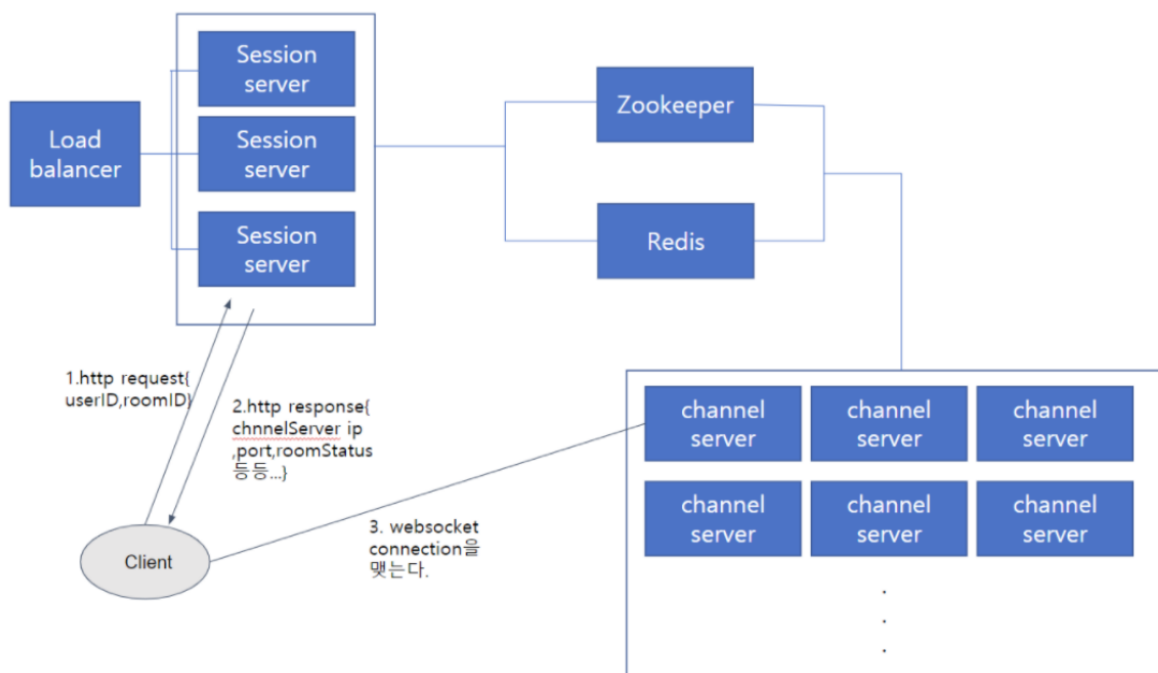 Load
balancer
Session
server
Session
server
Session
server
Zookeeper
Redis
1.http request{
userID,roomID}
2.http response{
chnnelServer ip
,port,roomStatus
등등...}
Client
3. websocket
connection을
맺는다.
channel
server
channel
server
channel
server
channel
server
channel
server
channel
server
.
.
.